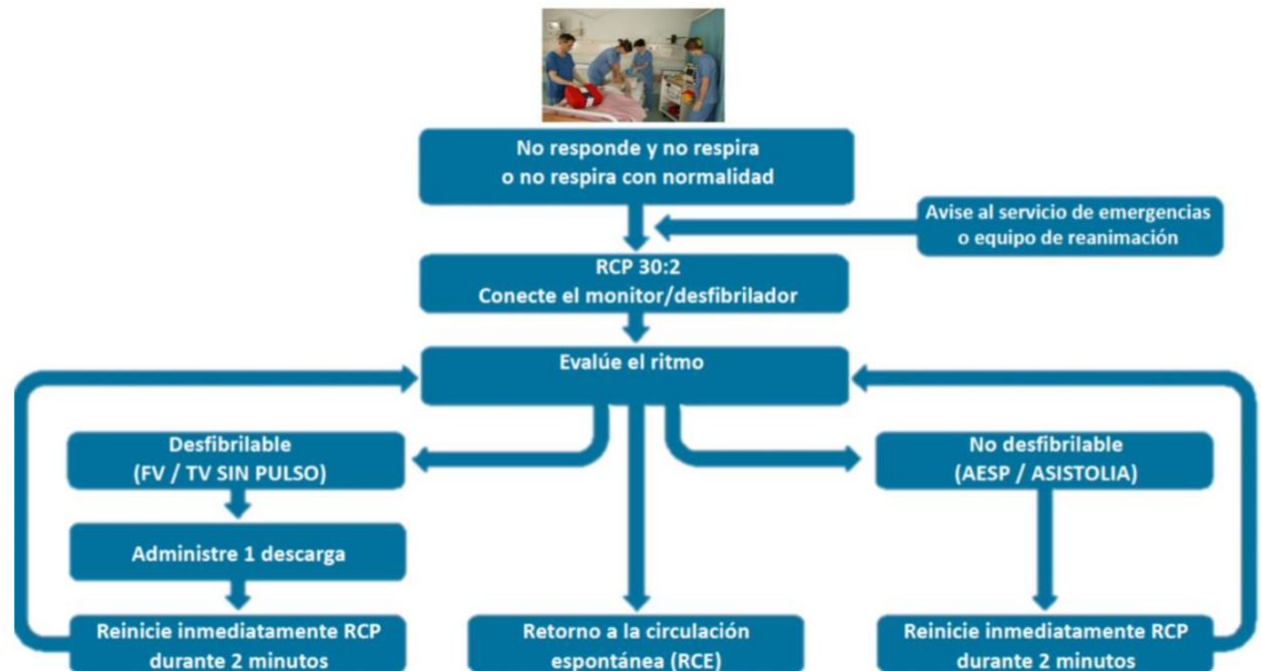 No responde y no respira
o no respira con normalidad
Avise al servicio de emergencias
o equipo de reanimación
RCP 30:2
Conecte el monitor/desfibrilador
Evalúe el ritmo
Desfibrilable
(FV / TV SIN PULSO)
No desfibrilable
(AESP / ASISTOLIA)
Administre 1 descarga
Reinicie inmediatamente RCP
durante 2 minutos
Retorno a la circulación
espontánea (RCE)
Reinicie inmediatamente RCP
durante 2 minutos